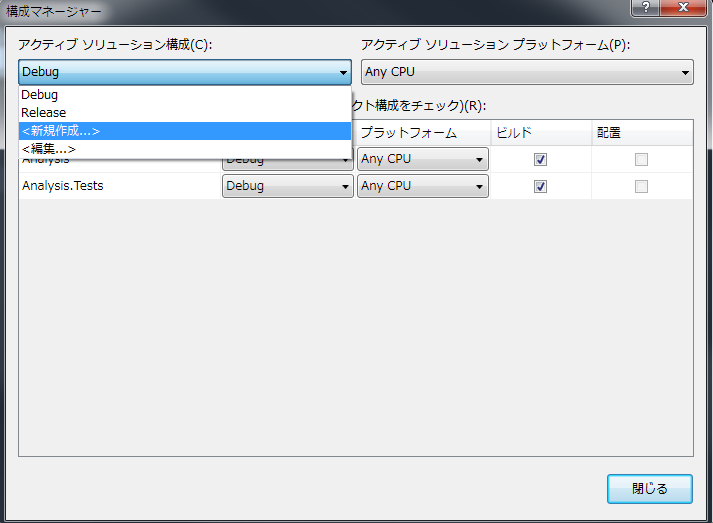 構成マネージャー
アクティブ ソリューション構成(C):
アクティブ ソリューション プラットフォーム(P):
Debug
Any CPU
Debug
Release
<新規作成...>
<編集...>
クト構成をチェック)(R):
プラットフォーム
ビルド
配置
Analysis
Debug
Any CPU
Analysis.Tests
Debug
Any CPU
閉じる